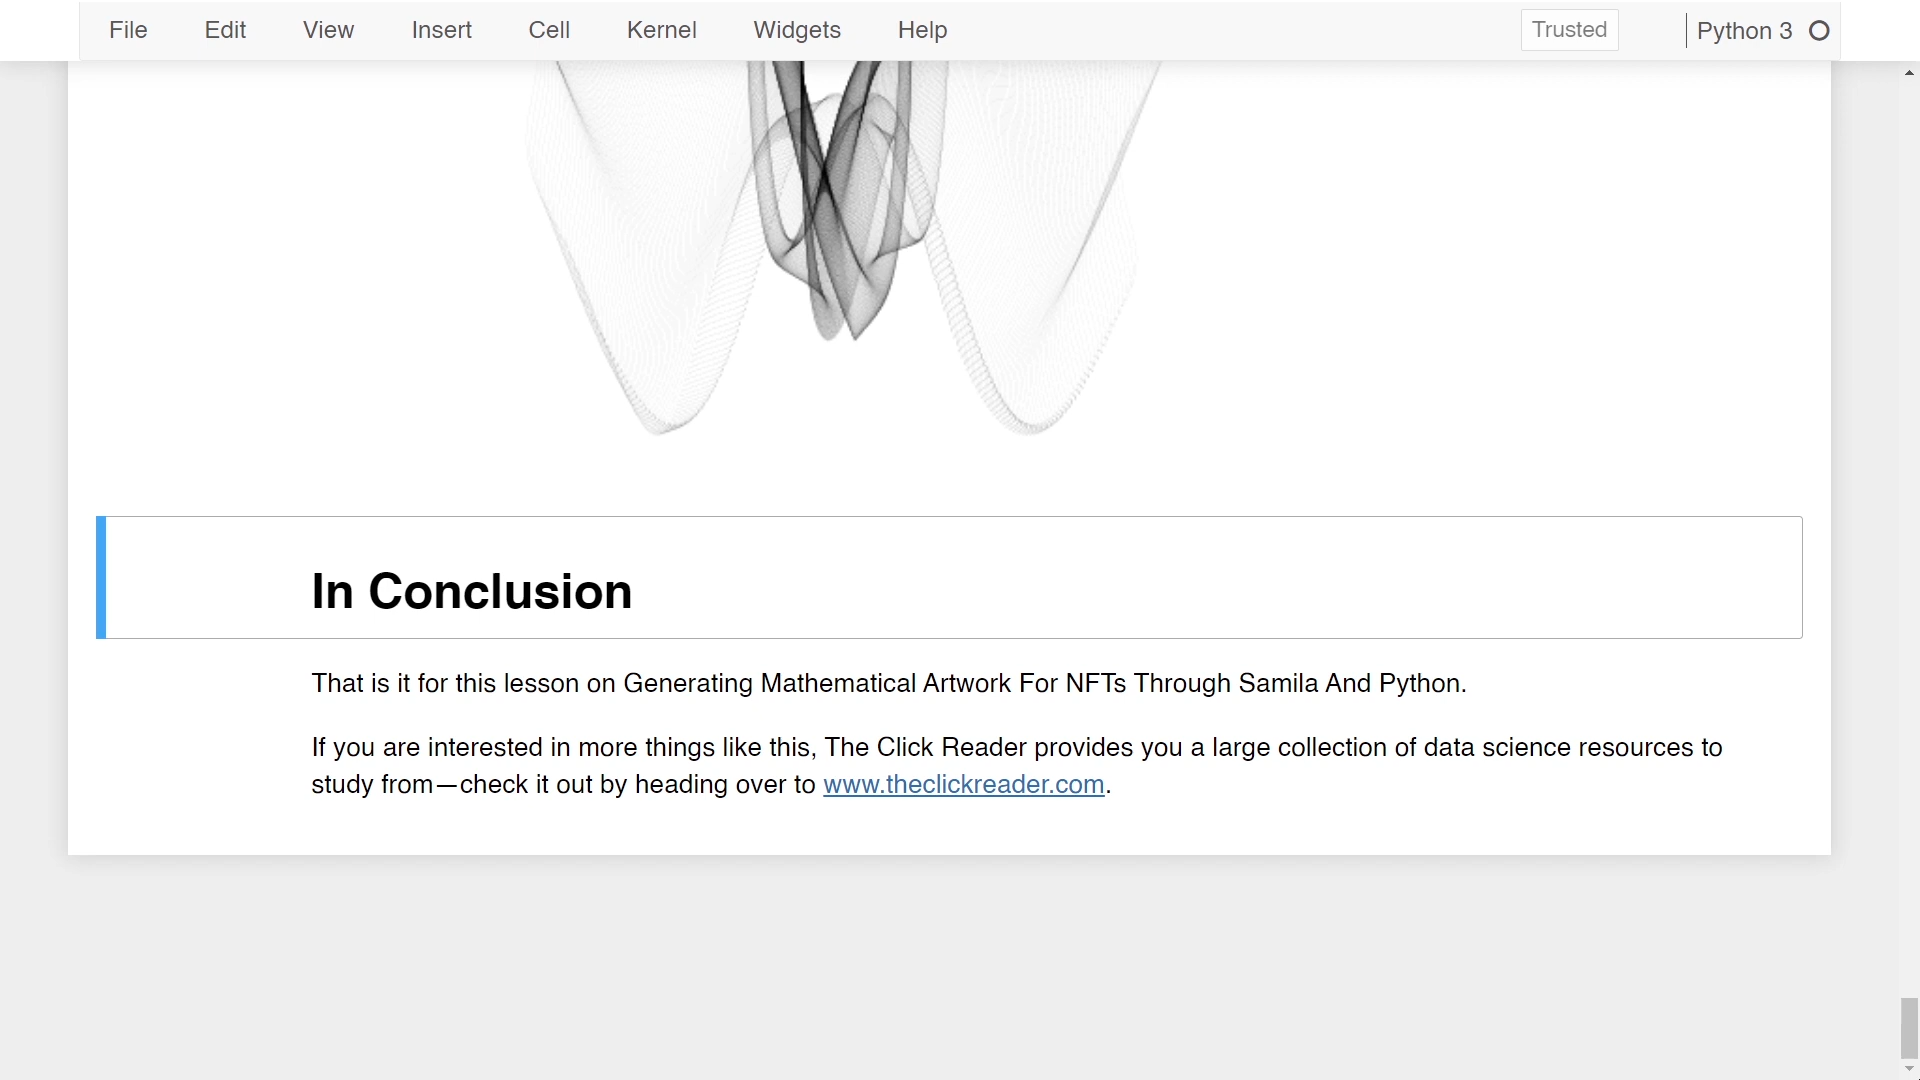 File Edit View Insert Cell Kernel Widgets Help Trusted Python 3
In Conclusion
That is it for this lesson on Generating Mathematical Artwork For NFTs Through Samila And Python.
If you are interested in more things like this, The Click Reader provides you a large collection of data science resources to
study from—check it out by heading over to www.theclickreader.com.